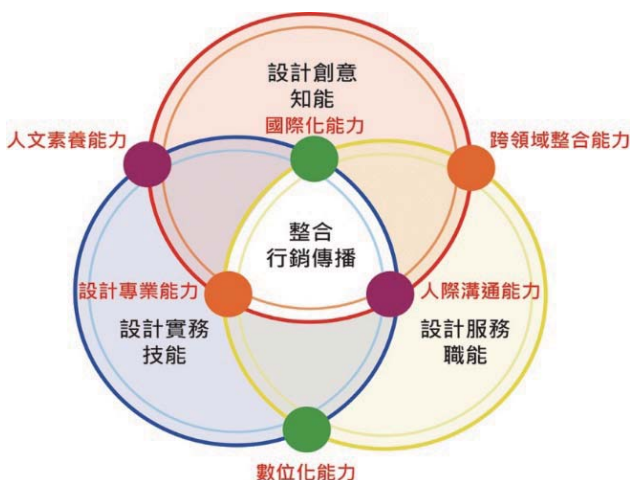 設計創意
知能
國際化能力
人文素養能力
跨領域整合能力
整合
行銷傳播
設計專業能力
人際溝通能力
設計實務
技能
設計服務
職能
數位化能力